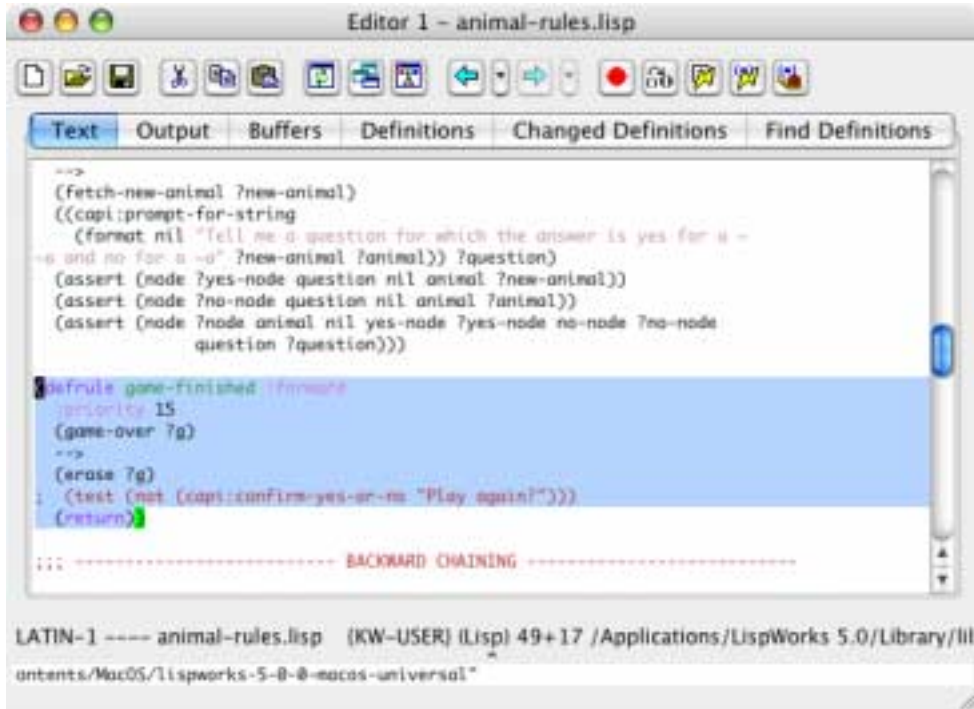 Editor 1 – animal-rules.lisp
Text Output Buffers Definitions Changed Definitions Find Definitions
-->
(fetch-new-animal ?new-animal)
((capi:prompt-for-string
(format nil "Tell me a question for which the answer is yes for a ~
~a and no for a ~a" ?new-animal ?animal)) ?question)
(assert (node ?yes-node question nil animal ?new-animal))
(assert (node ?no-node question nil animal ?animal))
(assert (node ?node animal nil yes-node ?yes-node no-node ?no-node
question ?question)))
(defrule game-finished :forward
:priority 15
(game-over ?g)
-->
(erase ?g)
; (test (not (capi:confirm-yes-or-no "Play again?")))
(return))
;;; --------------------------- BACKWARD CHAINING ----------------------------
LATIN-1 ---- animal-rules.lisp (KW-USER) (Lisp) 49+17 /Applications/LispWorks 5.0/Library/lib
ontents/MacOS/lispworks-5-0-0-macos-universal"